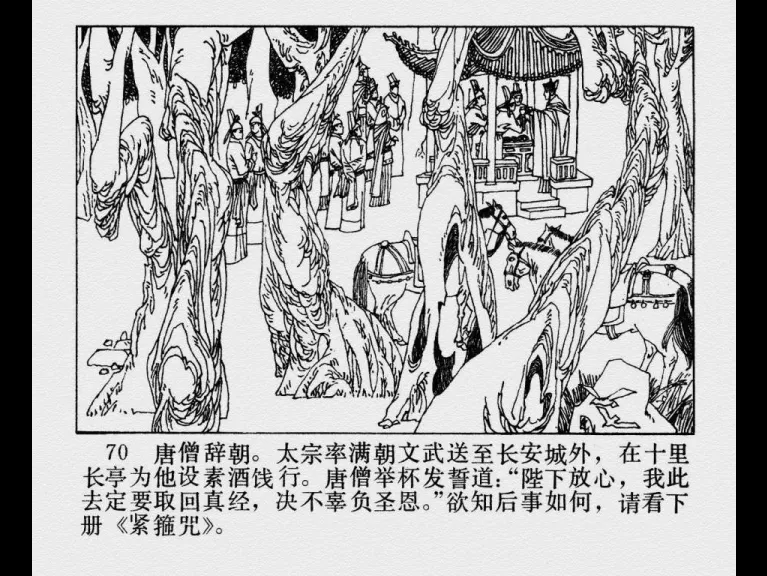 70 唐僧辞朝。太宗率满朝文武送至长安城外，在十里
长亭为他设素酒饯行。唐僧举杯发誓道：“陛下放心，我此
去定要取回真经，决不辜负圣恩。”欲知后事如何，请看下
册《紧箍咒》。